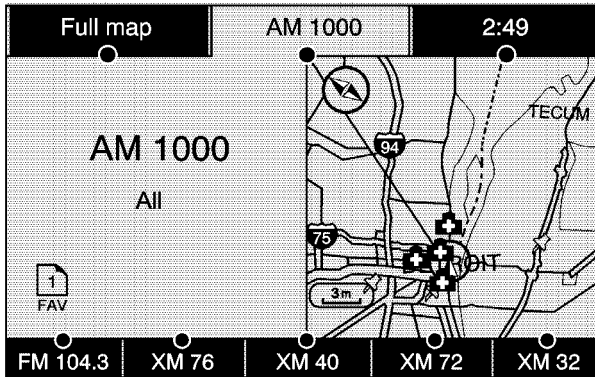 Full map AM 1000 2:49
TECUM
94
AM 1000
All
75
DETROIT
1
FAV
3m
FM 104.3 XM 76 XM 40 XM 72 XM 32